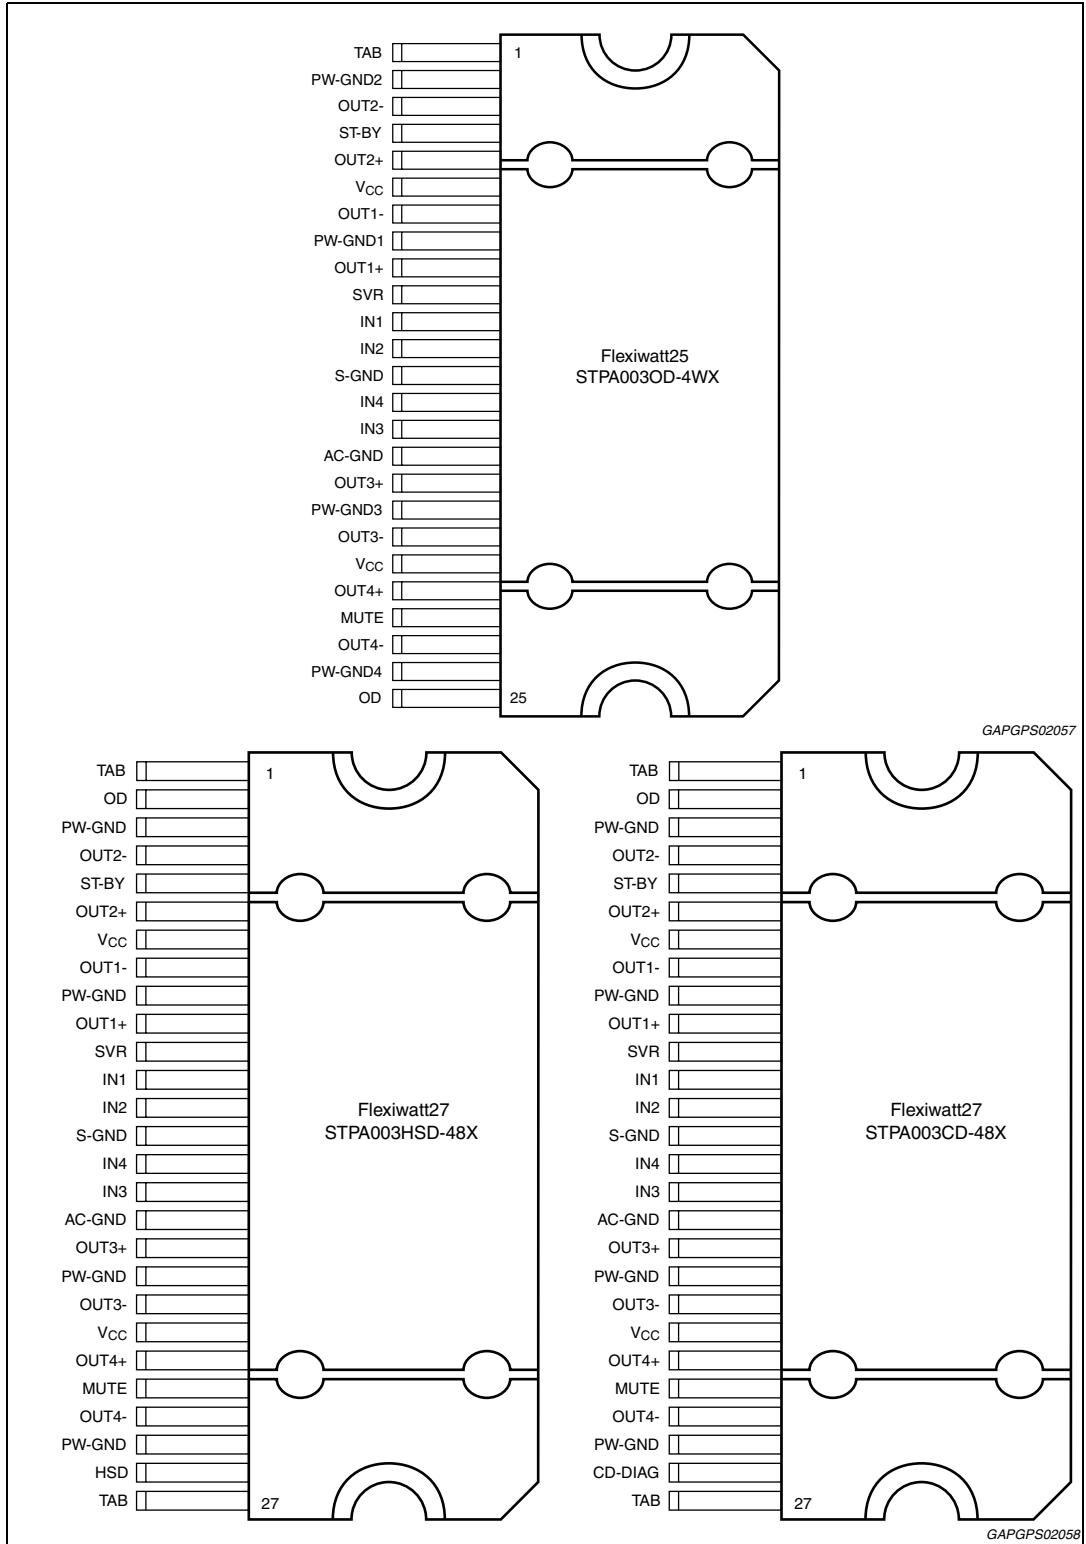 TAB
1
PW-GND2
OUT2-
ST-BY
OUT2+
VCC
OUT1-
PW-GND1
OUT1+
SVR
IN1
IN2
S-GND
IN4
IN3
AC-GND
OUT3+
PW-GND3
OUT3-
VCC
OUT4+
MUTE
OUT4-
PW-GND4
OD
25
Flexiwatt25
STPA003OD-4WX
GAPGPS02057
TAB
1
OD
PW-GND
OUT2-
ST-BY
OUT2+
VCC
OUT1-
PW-GND
OUT1+
SVR
IN1
IN2
S-GND
IN4
IN3
AC-GND
OUT3+
PW-GND
OUT3-
VCC
OUT4+
MUTE
OUT4-
PW-GND
HSD
TAB
27
Flexiwatt27
STPA003HSD-48X
TAB
1
OD
PW-GND
OUT2-
ST-BY
OUT2+
VCC
OUT1-
PW-GND
OUT1+
SVR
IN1
IN2
S-GND
IN4
IN3
AC-GND
OUT3+
PW-GND
OUT3-
VCC
OUT4+
MUTE
OUT4-
PW-GND
CD-DIAG
TAB
27
Flexiwatt27
STPA003CD-48X
GAPGPS02058